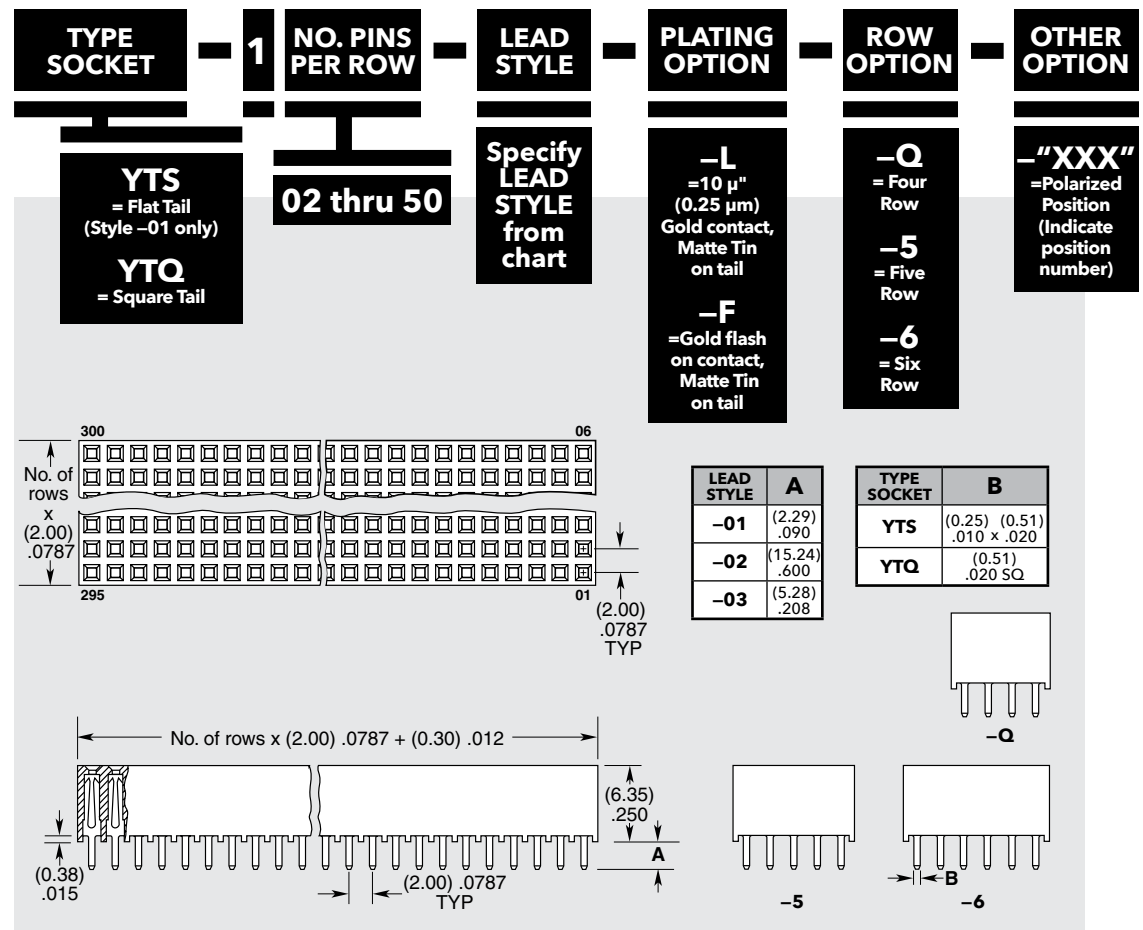 TYPE
SOCKET
–
1
NO. PINS
PER ROW
–
LEAD
STYLE
–
PLATING
OPTION
–
ROW
OPTION
–
OTHER
OPTION
YTS
= Flat Tail
(Style –01 only)
YTQ
= Square Tail
02 thru 50
Specify
LEAD
STYLE
from
chart
–L
=10 µ"
(0.25 µm)
Gold contact,
Matte Tin
on tail
–F
=Gold flash
on contact,
Matte Tin
on tail
–Q
= Four
Row
–5
= Five
Row
–6
= Six
Row
–"XXX"
=Polarized
Position
(Indicate
position
number)
300
06
No. of
rows
x
(2.00)
.0787
295
01
(2.00)
.0787
TYP
LEAD STYLE A
–01 (2.29) .090
–02 (15.24) .600
–03 (5.28) .208
TYPE SOCKET B
YTS (0.25) (0.51) .010 x .020
YTQ (0.51) .020 SQ
–Q
No. of rows x (2.00) .0787 + (0.30) .012
(6.35)
.250
A
(0.38)
.015
(2.00) .0787
TYP
–5
B
–6